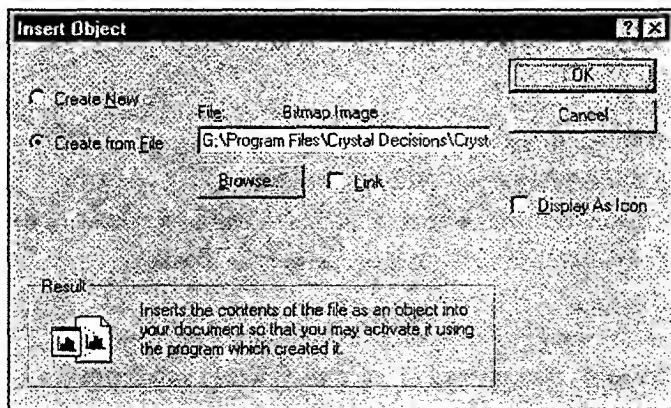 Insert Object
Create New
File: Bitmap Image
Create from File
G:\Program Files\Crystal Decisions\Cryst
Browse...
Link
OK
Cancel
Display As Icon
Result
Inserts the contents of the file as an object into
your document so that you may activate it using
the program which created it.